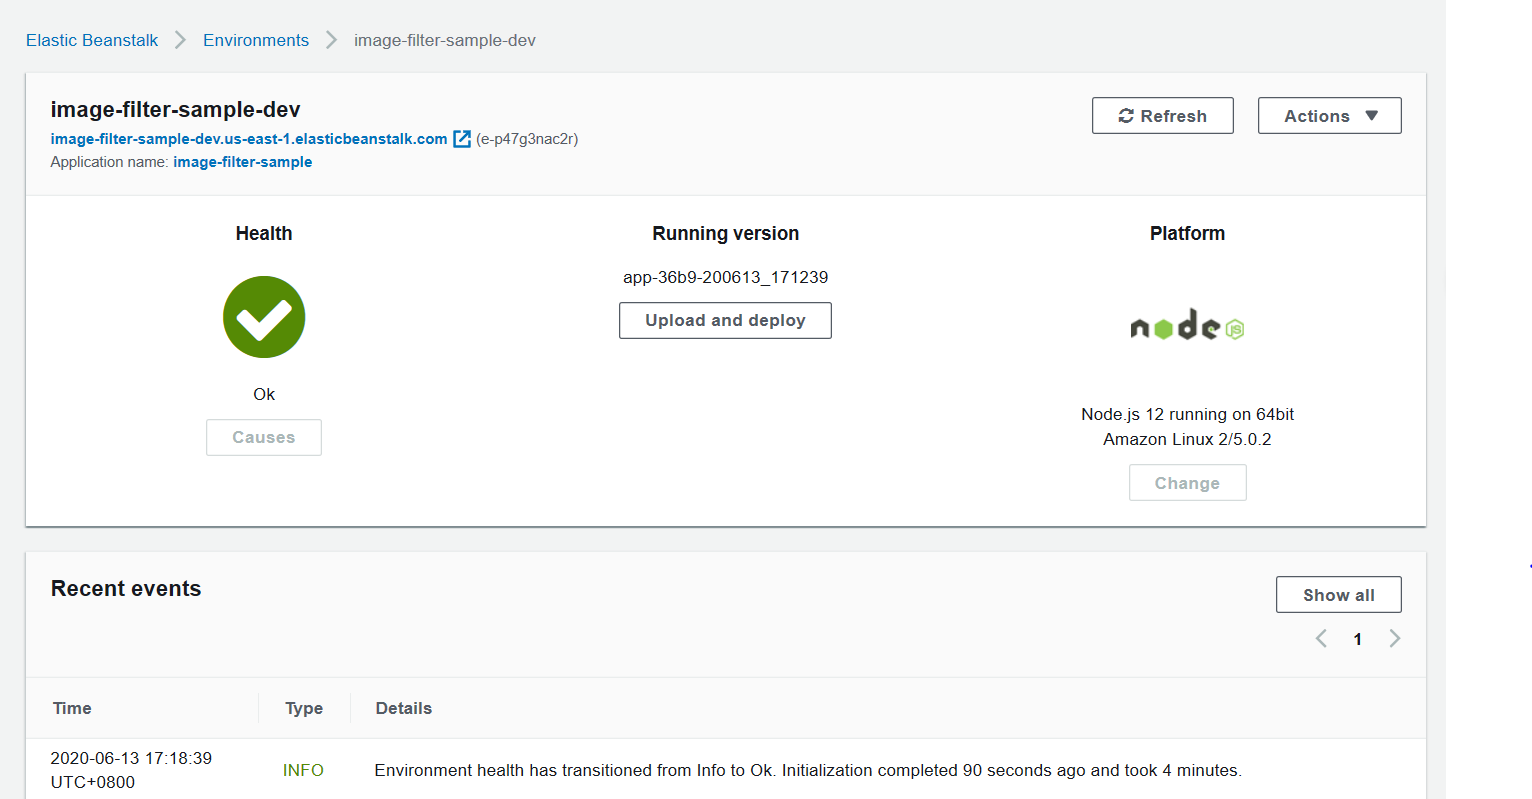 Elastic Beanstalk > Environments > image-filter-sample-dev
image-filter-sample-dev
Refresh
Actions ▼
image-filter-sample-dev.us-east-1.elasticbeanstalk.com (e-p47g3nac2r)
Application name: image-filter-sample
Health
Running version
Platform
app-36b9-200613_171239
Upload and deploy
node JS
Ok
Causes
Node.js 12 running on 64bit
Amazon Linux 2/5.0.2
Change
Recent events
Show all
1
Time Type Details
2020-06-13 17:18:39
UTC+0800
INFO
Environment health has transitioned from Info to Ok. Initialization completed 90 seconds ago and took 4 minutes.